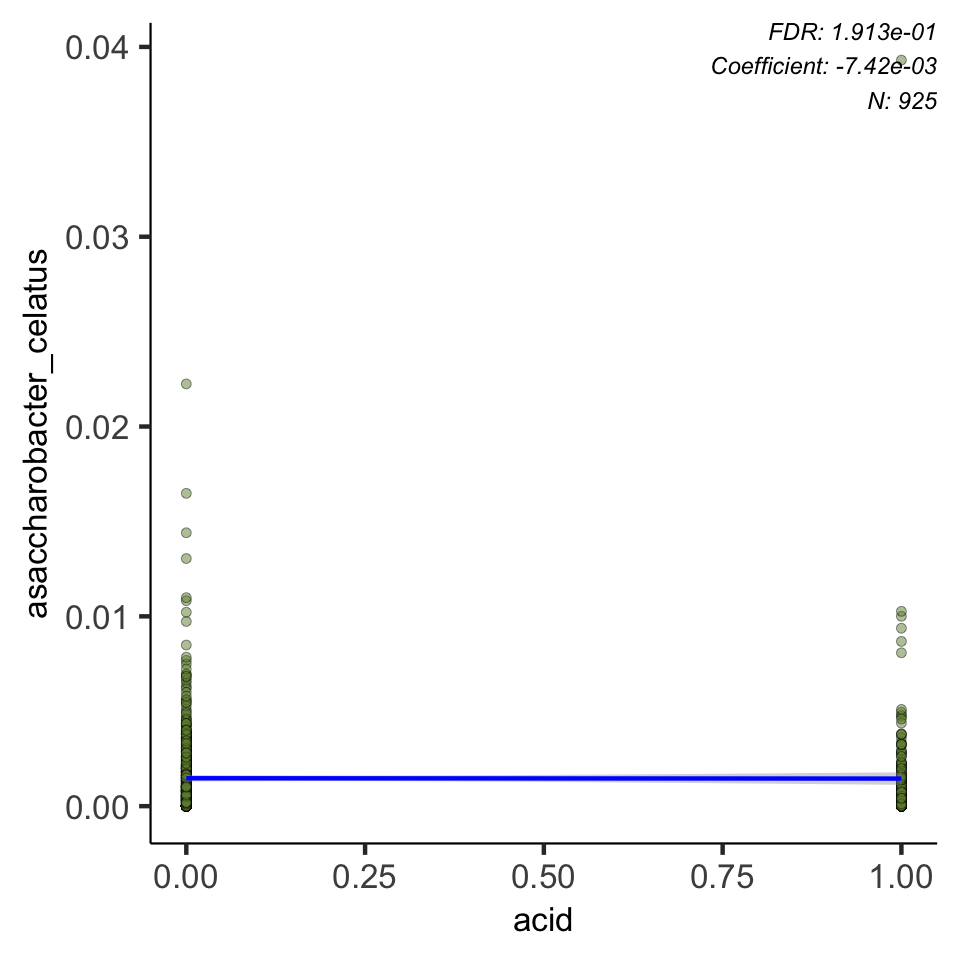 FDR: 1.913e-01
Coefficient: -7.42e-03
N: 925
0.04
0.03
0.02
0.01
0.00
asaccharobacter_celatus
0.00 0.25 0.50 0.75 1.00
acid